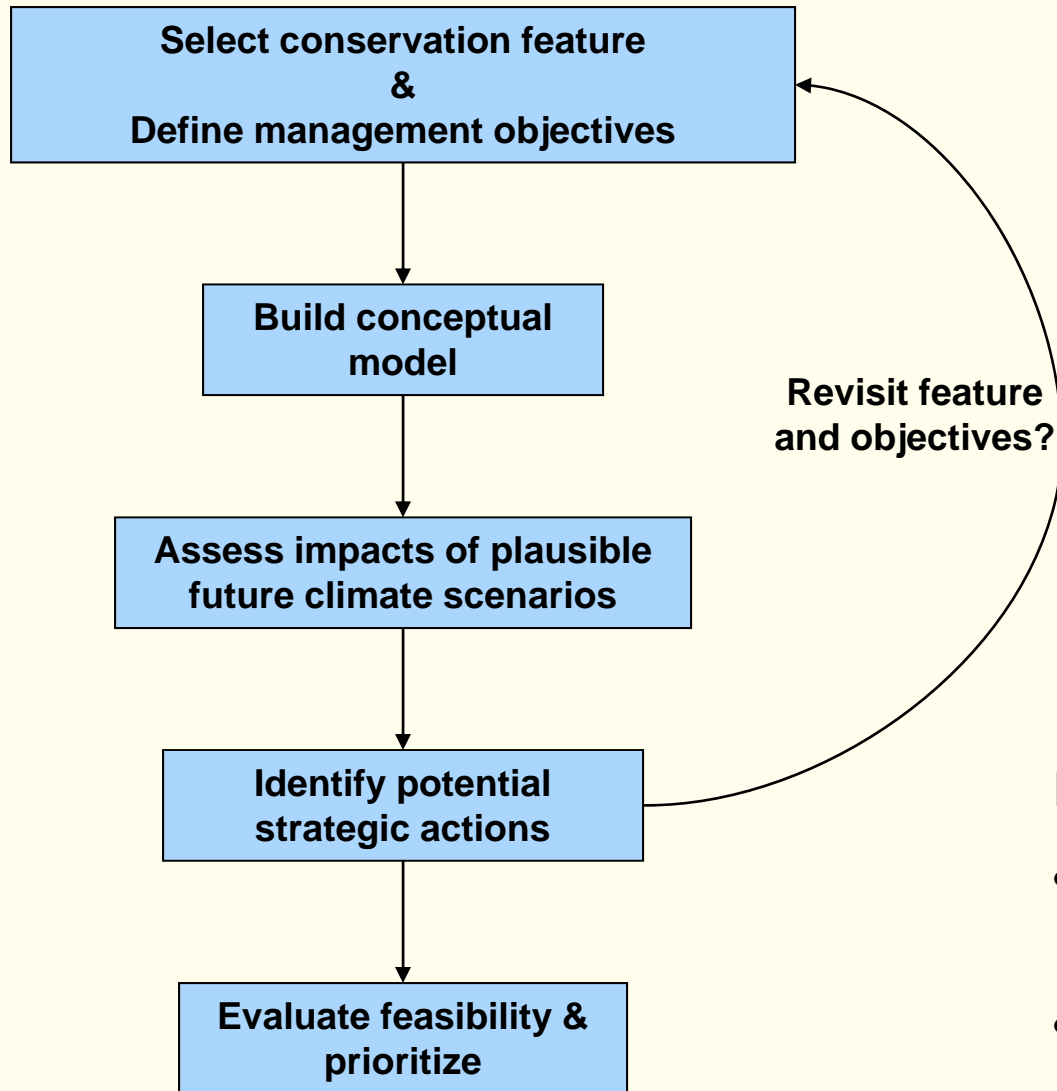 Select conservation feature
&
Define management objectives
Build conceptual
model
Revisit feature
and objectives?
Assess impacts of plausible
future climate scenarios
Identify potential
strategic actions
•
•
Evaluate feasibility &
prioritize